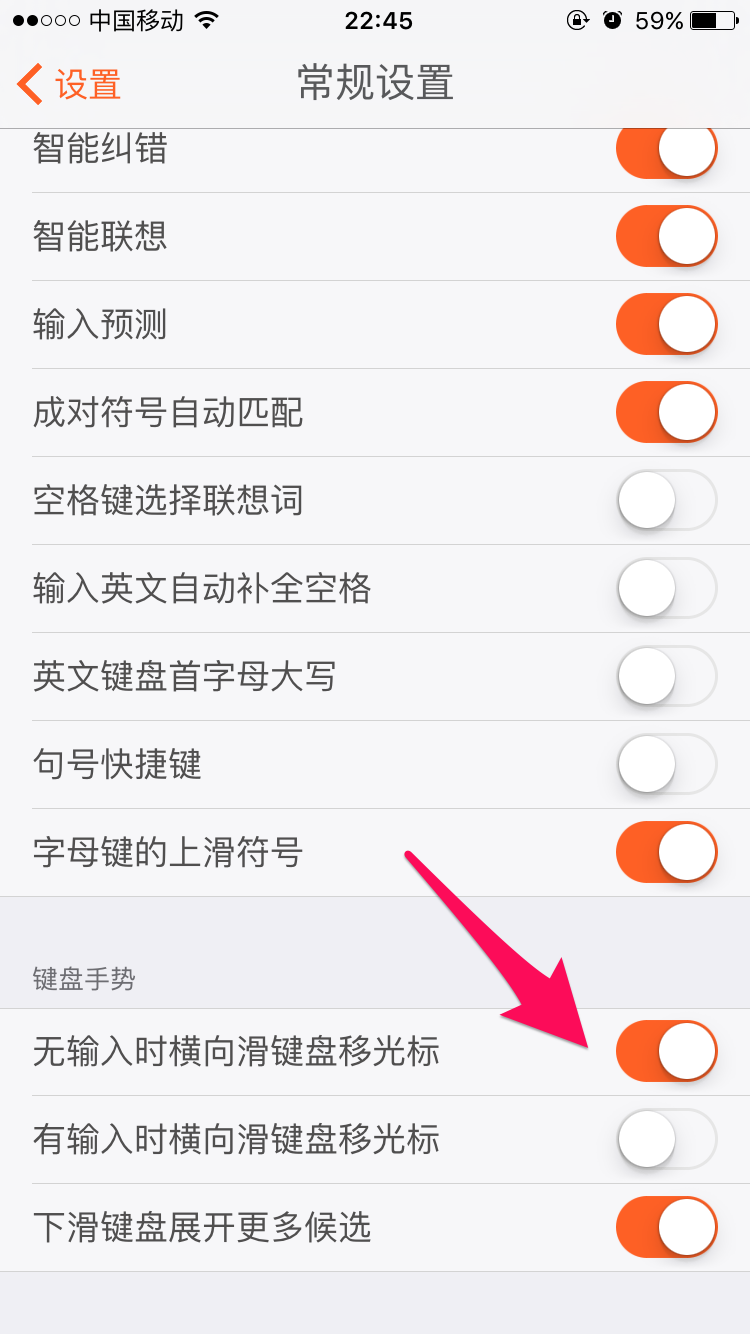 中国移动 22:45 59%
设置 常规设置
智能纠错
智能联想
输入预测
成对符号自动匹配
空格键选择联想词
输入英文自动补全空格
英文键盘首字母大写
句号快捷键
字母键的上滑符号
键盘手势
无输入时横向滑键盘移光标
有输入时横向滑键盘移光标
下滑键盘展开更多候选